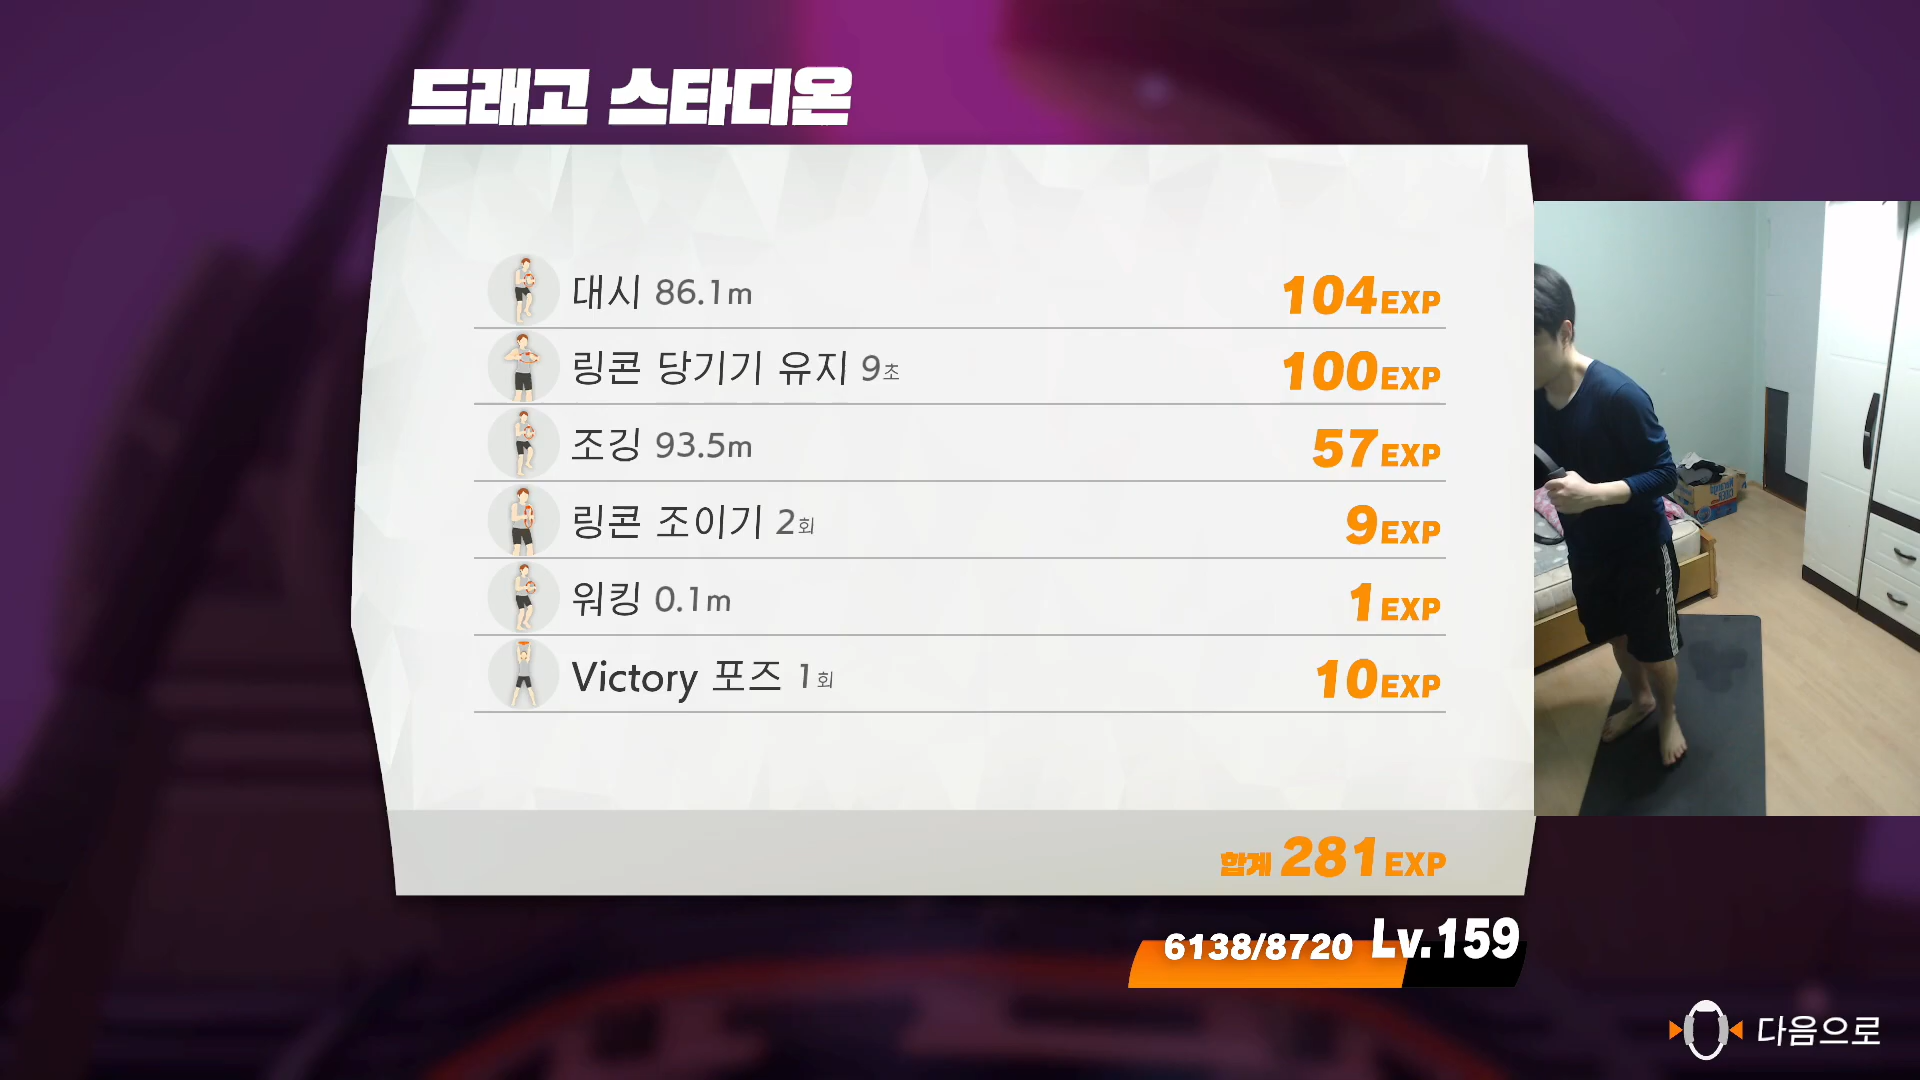 드래고 스타디온
대시 86.1m 104EXP
링콘 당기기 유지 9초 100EXP
조깅 93.5m 57EXP
링콘 조이기 2회 9EXP
워킹 0.1m 1EXP
Victory 포즈 1회 10EXP
합계 281EXP
6138/8720 Lv.159
다음으로